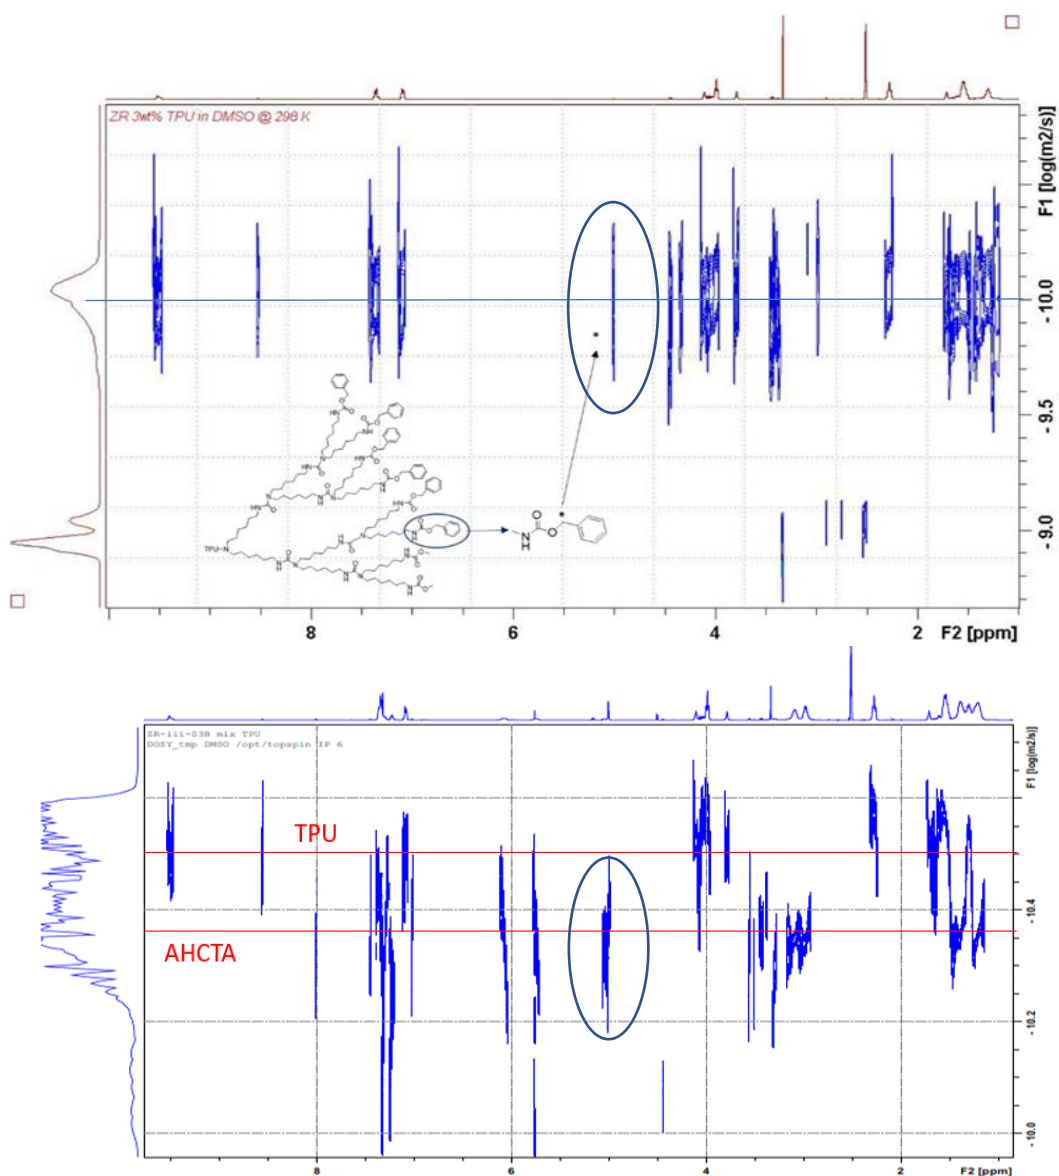 ZR 3wt% TPU in DMSO @ 298 K
F1 [log(m2/s)]
- 10.0
- 9.5
- 9.0
*
TPU
O
N
H
O
*
8
6
4
2
F2 [ppm]
ZR-iii-03B mix TPU
DOSY_tmp DMSO /opt/topspin IP 6
F1 [log(m2/s)]
TPU
- 10.4
AHCTA
- 10.2
- 10.0
8
6
4
2
F2 [ppm]